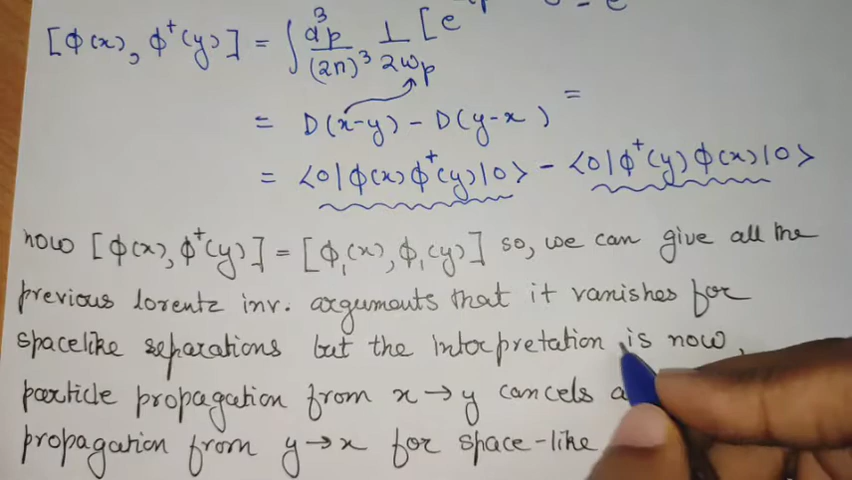 [ϕ(x), ϕ†(y)] = ∫ d³p/(2π)³ 1/2ωp [e
= D(x-y) - D(y-x) =
= <0|ϕ(x)ϕ†(y)|0> - <0|ϕ†(y)ϕ(x)|0>
now [ϕ(x), ϕ†(y)] = [ϕ₁(x), ϕ₁(y)] so, we can give all the
previous lorentz inv. arguments that it vanishes for
spacelike separations but the interpretation is now,
particle propagation from x → y cancels
propagation from y → x for space-like